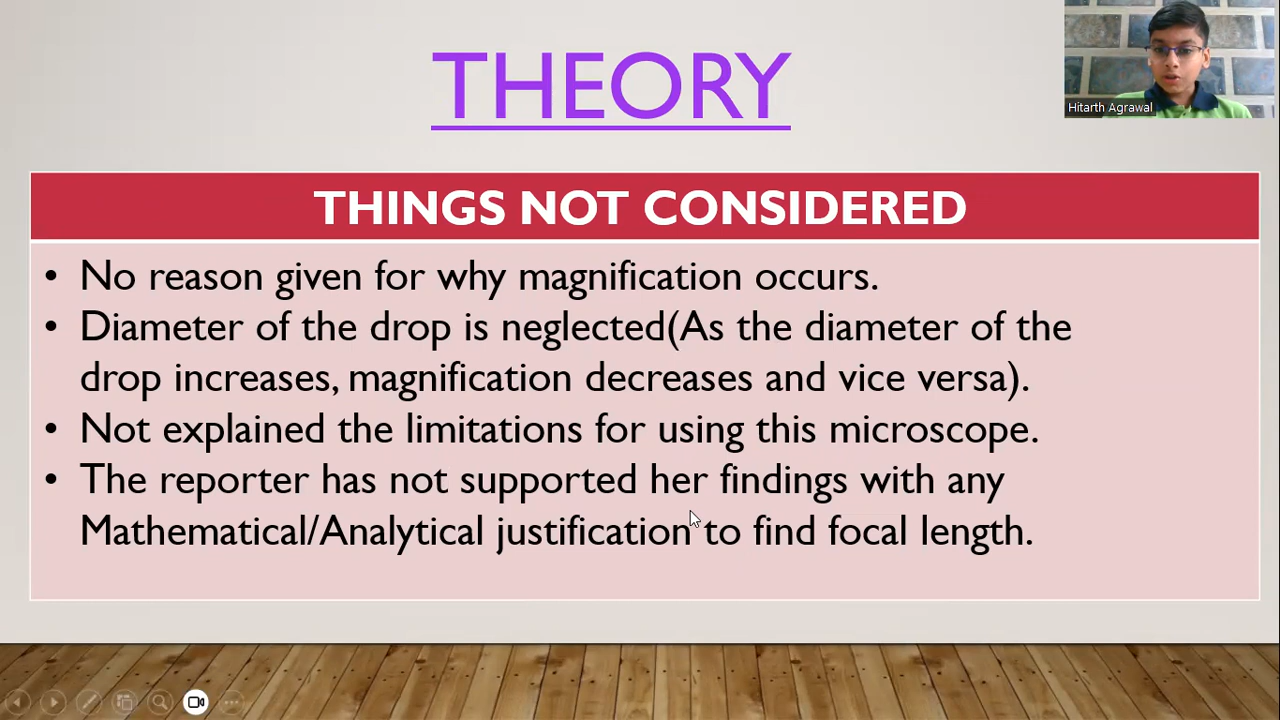 THEORY
Hitarth Agrawal
THINGS NOT CONSIDERED
• No reason given for why magnification occurs.
• Diameter of the drop is neglected(As the diameter of the
drop increases, magnification decreases and vice versa).
• Not explained the limitations for using this microscope.
• The reporter has not supported her findings with any
Mathematical/Analytical justification to find focal length.